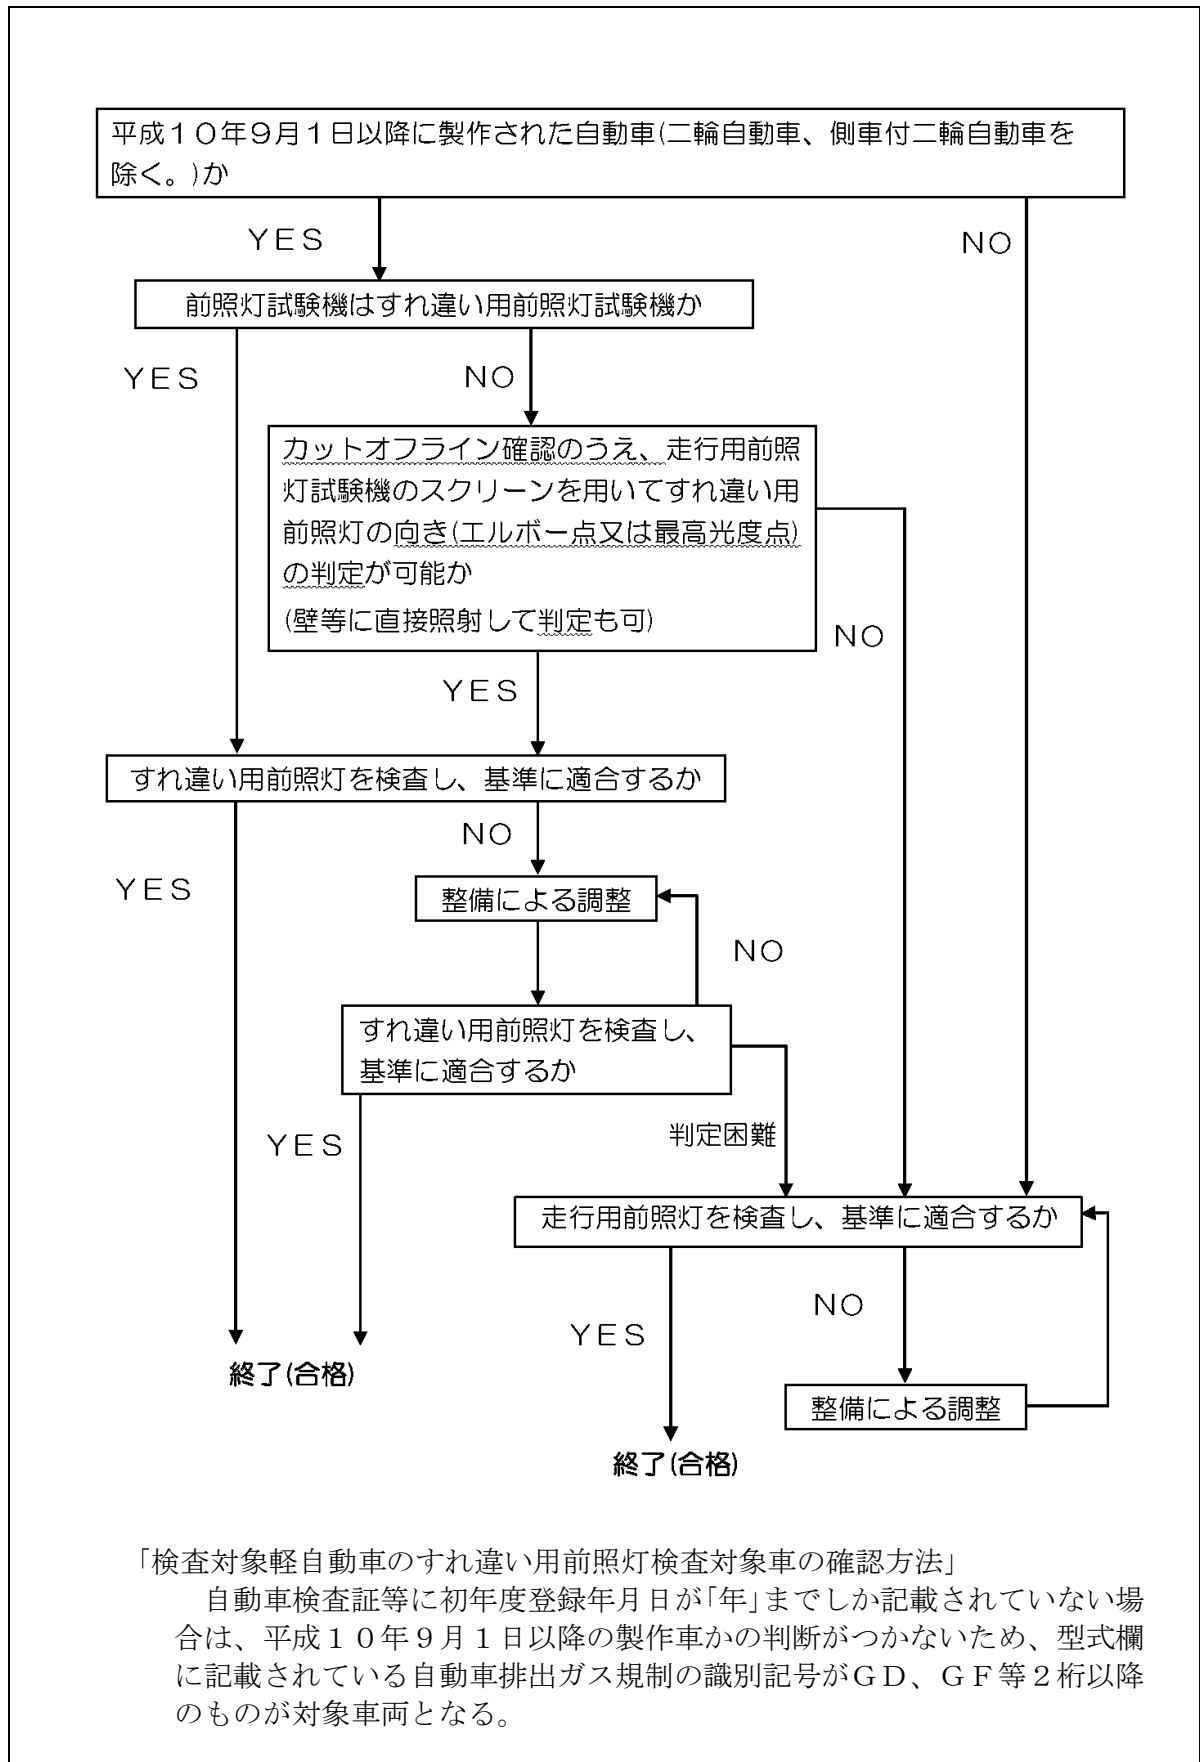 平成１０年９月１日以降に製作された自動車(二輪自動車、側車付二輪自動車を
除く。)か
ＹＥＳ
ＮＯ
前照灯試験機はすれ違い用前照灯試験機か
ＹＥＳ
ＮＯ
カットオフライン確認のうえ、走行用前照
灯試験機のスクリーンを用いてすれ違い用
前照灯の向き(エルボー点又は最高光度点)
の判定が可能か
(壁等に直接照射して判定も可)
ＮＯ
ＹＥＳ
すれ違い用前照灯を検査し、基準に適合するか
ＮＯ
ＹＥＳ
整備による調整
ＮＯ
すれ違い用前照灯を検査し、
基準に適合するか
ＹＥＳ
判定困難
走行用前照灯を検査し、基準に適合するか
ＮＯ
ＹＥＳ
終了(合格)
整備による調整
終了(合格)
「検査対象軽自動車のすれ違い用前照灯検査対象車の確認方法」
自動車検査証等に初年度登録年月日が「年」までしか記載されていない場
合は、平成１０年９月１日以降の製作車かの判断がつかないため、型式欄
に記載されている自動車排出ガス規制の識別記号がＧＤ、ＧＦ等２桁以降
のものが対象車両となる。